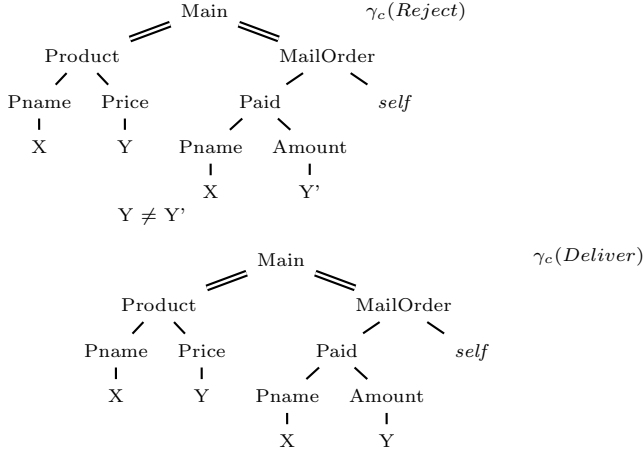 Main γc(Reject)
Product MailOrder
Pname Price Paid self
X Y Pname Amount
X Y'
Y ≠ Y'
Main γc(Deliver)
Product MailOrder
Pname Price Paid self
X Y Pname Amount
X Y